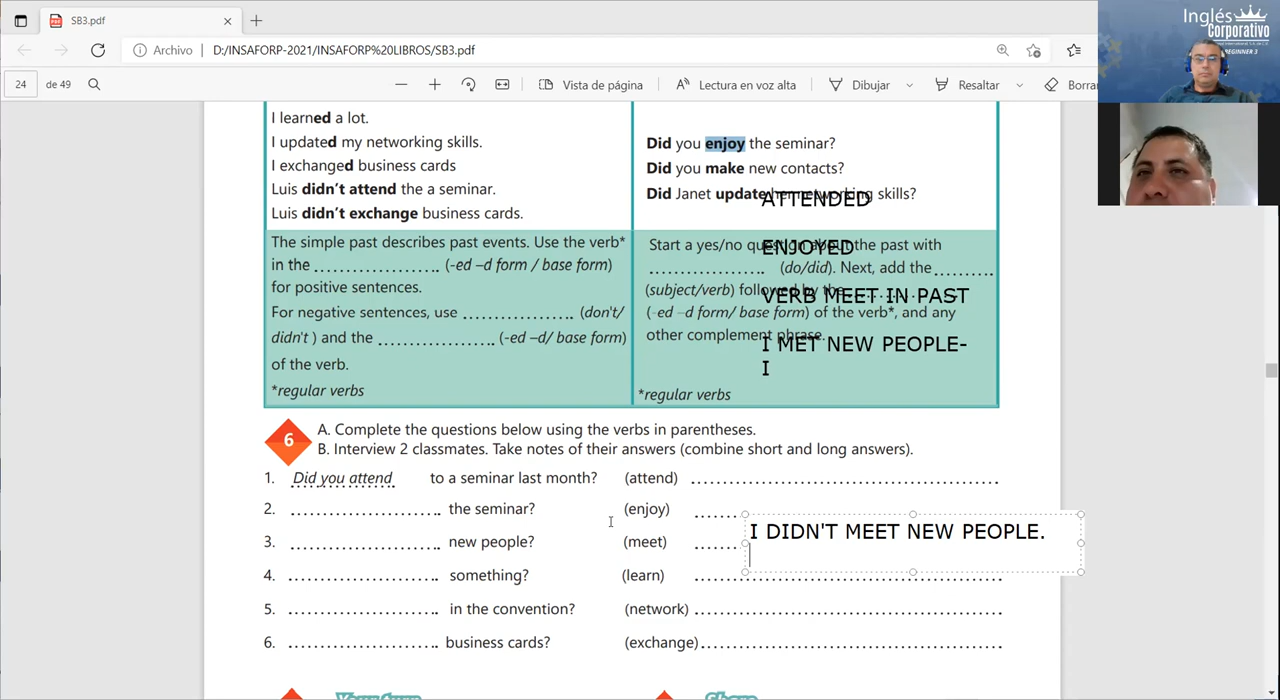 SB3.pdf
Archivo D:/INSAFORP-2021/INSAFORP%20LIBROS/SB3.pdf
24 de 49 Vista de página Lectura en voz alta Dibujar Resaltar Borrar
Inglés
Corporativo
BEGINNER 3
I learned a lot.
I updated my networking skills.
I exchanged business cards
Luis didn't attend the a seminar.
Luis didn't exchange business cards.
Did you enjoy the seminar?
Did you make new contacts?
Did Janet update her networking skills?
The simple past describes past events. Use the verb*
in the .................... (-ed –d form / base form)
for positive sentences.
For negative sentences, use .................. (don't/
didn't ) and the ................... (-ed –d/ base form)
of the verb.
*regular verbs
Start a yes/no question about the past with
................... (do/did). Next, add the ..........
(subject/verb) followed by the
(-ed –d form/ base form) of the verb*, and any
other complement phrase.
*regular verbs
ATTENDED
ENJOYED
VERB MEET IN PAST
I MET NEW PEOPLE-
I
6 A. Complete the questions below using the verbs in parentheses.
B. Interview 2 classmates. Take notes of their answers (combine short and long answers).
1. Did you attend to a seminar last month? (attend) ..................................................
2. ......................... the seminar? (enjoy) .......
3. ......................... new people? (meet) .......
4. ......................... something? (learn) ..................................................
5. ......................... in the convention? (network) ..................................................
6. ......................... business cards? (exchange) ..................................................
I DIDN'T MEET NEW PEOPLE.